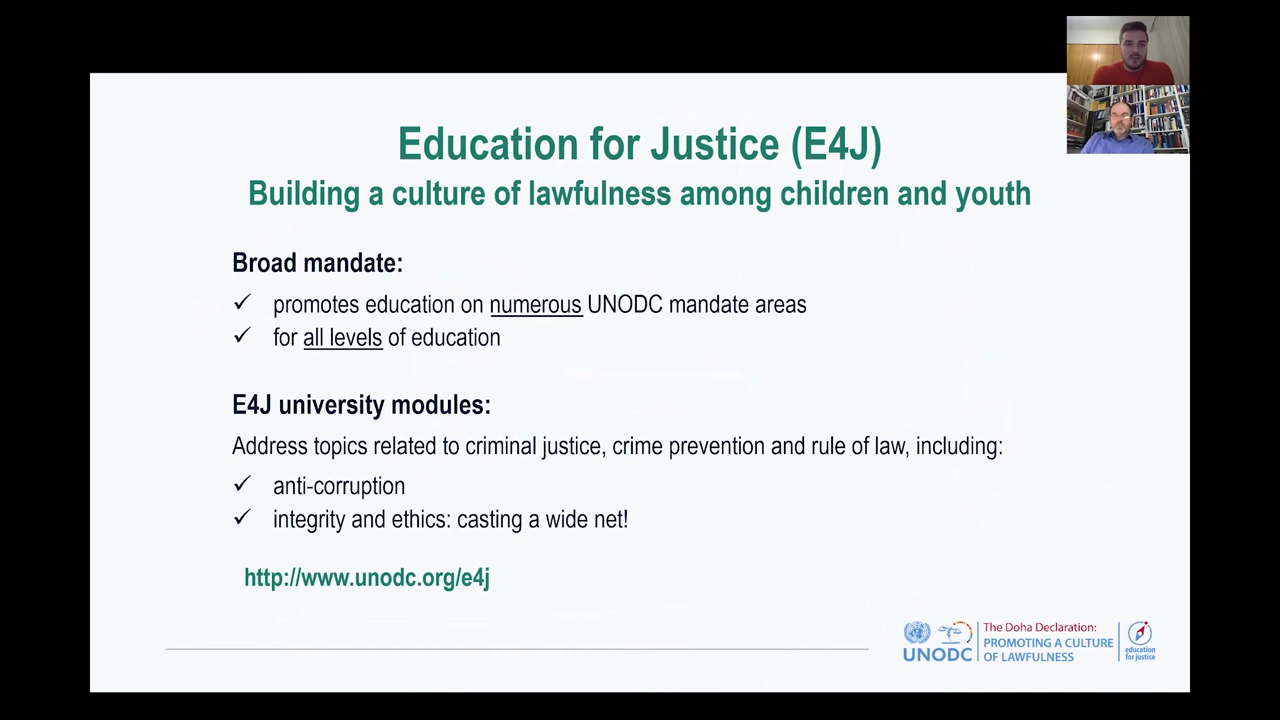 Education for Justice (E4J)
Building a culture of lawfulness among children and youth
Broad mandate:
✓ promotes education on numerous UNODC mandate areas
✓ for all levels of education
E4J university modules:
Address topics related to criminal justice, crime prevention and rule of law, including:
✓ anti-corruption
✓ integrity and ethics: casting a wide net!
http://www.unodc.org/e4j
UNODC
The Doha Declaration:
PROMOTING A CULTURE
OF LAWFULNESS
education
for justice